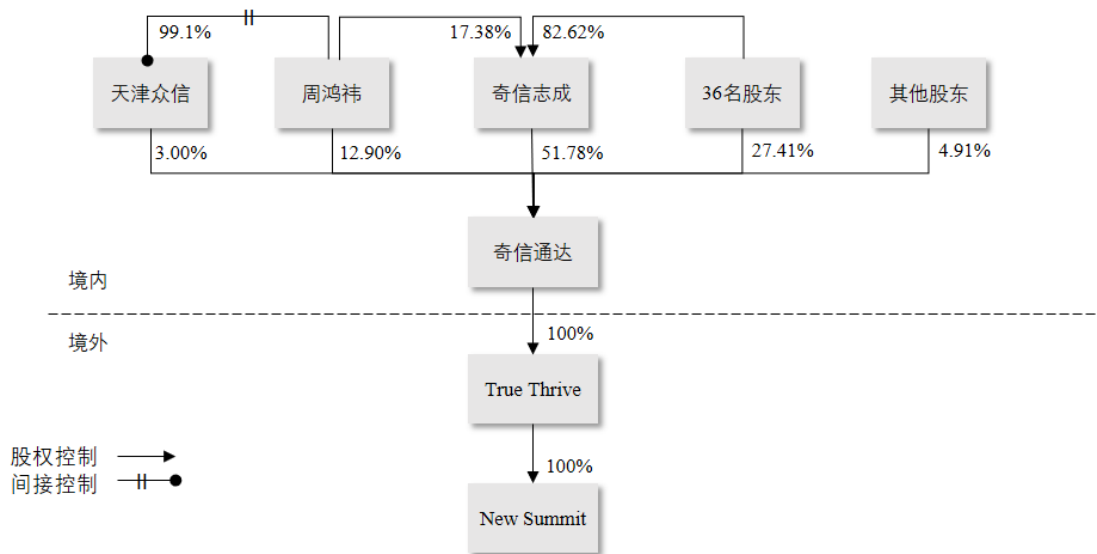 99.1%
17.38%
82.62%
天津众信
周鸿祎
奇信志成
36名股东
其他股东
3.00%
12.90%
51.78%
27.41%
4.91%
奇信通达
境内
境外
100%
True Thrive
股权控制
间接控制
100%
New Summit